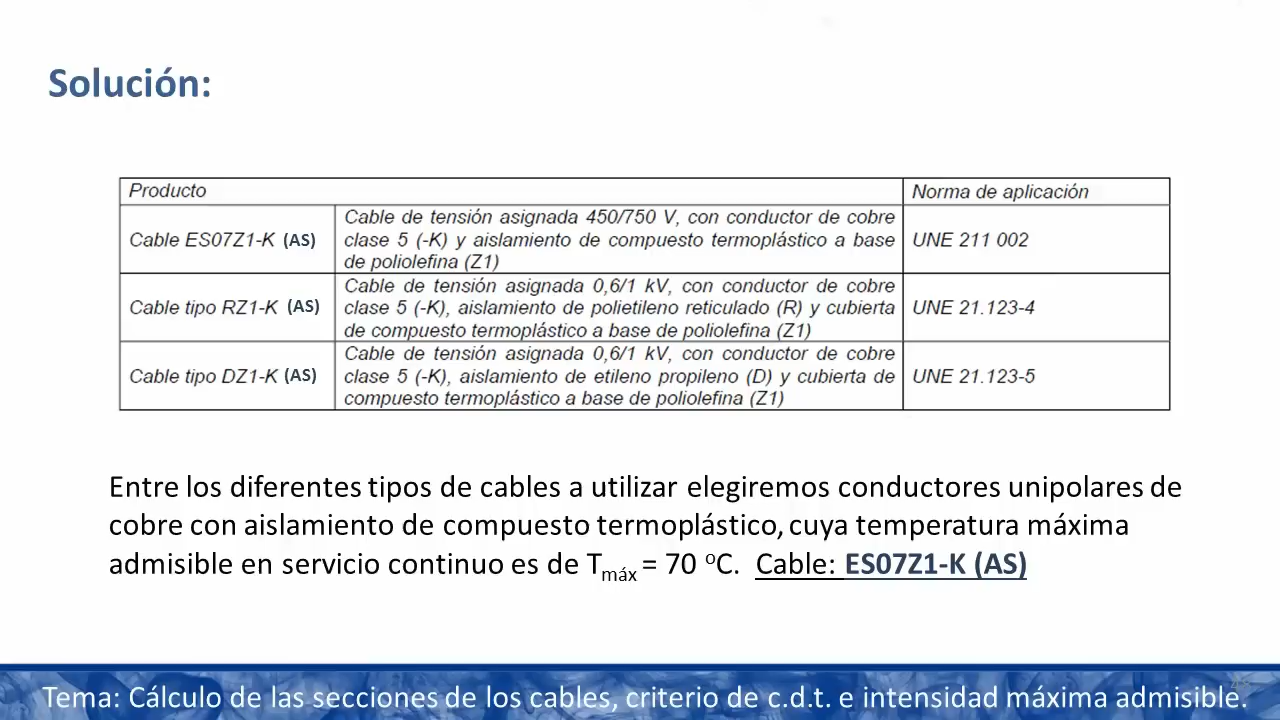 Solución:
Producto Norma de aplicación
Cable de tensión asignada 450/750 V, con conductor de cobre
Cable ES07Z1-K (AS) clase 5 (-K) y aislamiento de compuesto termoplástico a base UNE 211 002
de poliolefina (Z1)
Cable de tensión asignada 0,6/1 kV, con conductor de cobre
Cable tipo RZ1-K (AS) clase 5 (-K), aislamiento de polietileno reticulado (R) y cubierta UNE 21.123-4
de compuesto termoplástico a base de poliolefina (Z1)
Cable de tensión asignada 0,6/1 kV, con conductor de cobre
Cable tipo DZ1-K (AS) clase 5 (-K), aislamiento de etileno propileno (D) y cubierta de UNE 21.123-5
compuesto termoplástico a base de poliolefina (Z1)
Entre los diferentes tipos de cables a utilizar elegiremos conductores unipolares de
cobre con aislamiento de compuesto termoplástico, cuya temperatura máxima
admisible en servicio continuo es de Tmáx = 70 ºC. Cable: ES07Z1-K (AS)
Tema: Cálculo de las secciones de los cables, criterio de c.d.t. e intensidad máxima admisible.